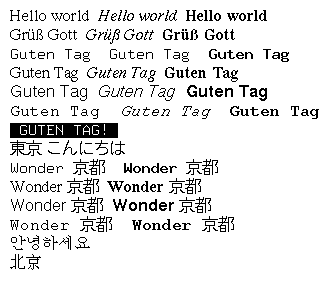 Hello world Hello world Hello world
Grüß Gott Grüß Gott Grüß Gott
Guten Tag Guten Tag Guten Tag
Guten Tag Guten Tag Guten Tag
Guten Tag Guten Tag Guten Tag
Guten Tag Guten Tag Guten Tag
GUTEN TAG!
東京 こんにちは
Wonder 京都 Wonder 京都
Wonder 京都 Wonder 京都
Wonder 京都 Wonder 京都
Wonder 京都 Wonder 京都
안녕하세요
北京